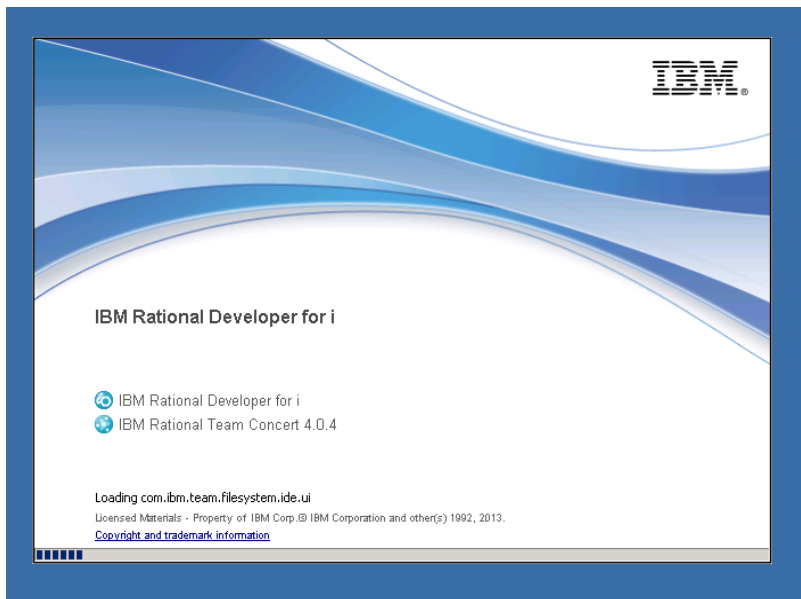 IBM®
IBM Rational Developer for i
IBM Rational Developer for i
IBM Rational Team Concert 4.0.4
Loading com.ibm.team.filesystem.ide.ui
Licensed Materials - Property of IBM Corp.© IBM Corporation and other(s) 1992, 2013.
Copyright and trademark information